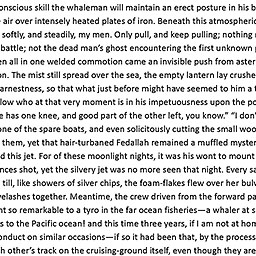 onscious skill the whaleman will maintain an erect posture in his b
e air over intensely heated plates of iron. Beneath this atmospheri
softly, and steadily, my men. Only pull, and keep pulling; nothing
battle; not the dead man's ghost encountering the first unknown p
en all in one welded commotion came an invisible push from aster
on. The mist still spread over the sea, the empty lantern lay crushe
arnestness, so that what just before might have seemed to him a t
low who at that very moment is in his impetuousness upon the po
e has one knee, and good part of the other left, you know.” “I don’
one of the spare boats, and even solicitously cutting the small woo
them, yet that hair-turbaned Fedallah remained a muffled myster
d this jet. For of these moonlight nights, it was his wont to mount
nces shot, yet the silvery jet was no more seen that night. Every sa
till, like showers of silver chips, the foam-flakes flew over her bulv
yelashes together. Meantime, the crew driven from the forward pa
nt so remarkable to a tyro in the far ocean fisheries—a whaler at s
s to the Pacific ocean! and this time three years, if I am not at hom
onduct on similar occasions—if so it had been that, by the process
h other’s track on the cruising-ground itself, even though they are